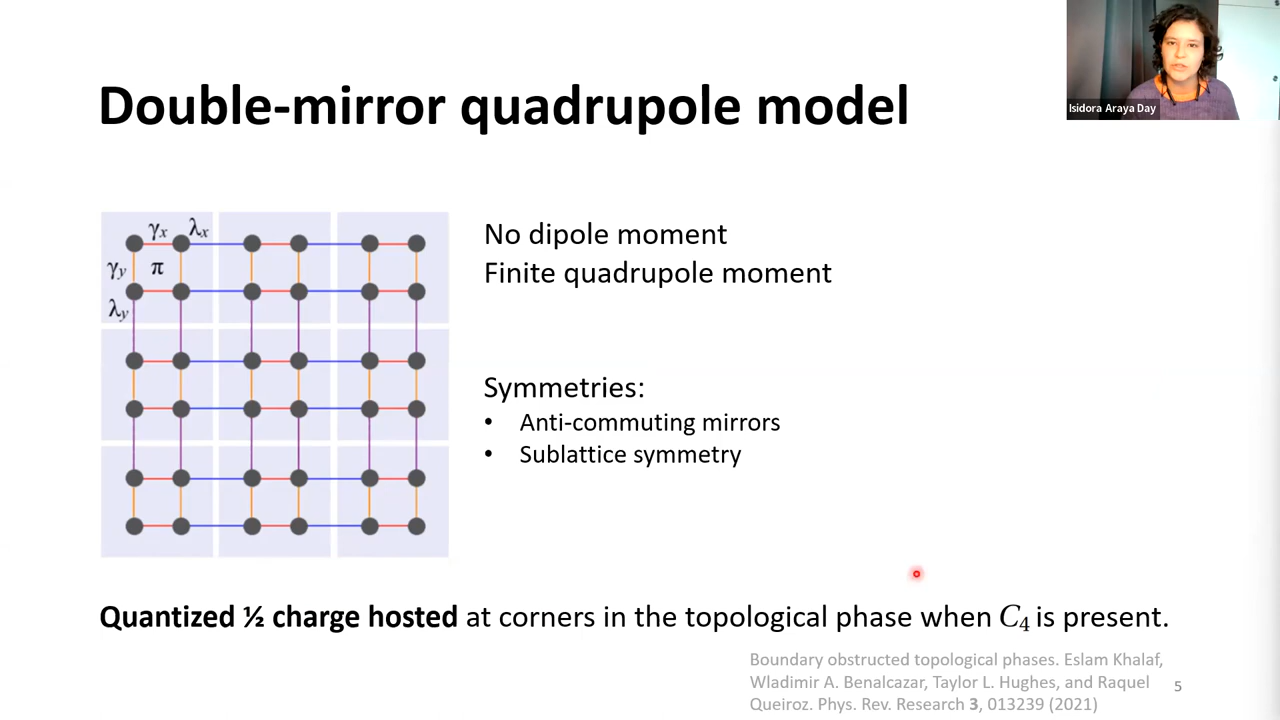 Isidora Araya Day
Double-mirror quadrupole model
γx λx
γy π
λy
No dipole moment
Finite quadrupole moment
Symmetries:
• Anti-commuting mirrors
• Sublattice symmetry
Quantized ½ charge hosted at corners in the topological phase when C4 is present.
Boundary obstructed topological phases. Eslam Khalaf,
Wladimir A. Benalcazar, Taylor L. Hughes, and Raquel
Queiroz. Phys. Rev. Research 3, 013239 (2021)
5